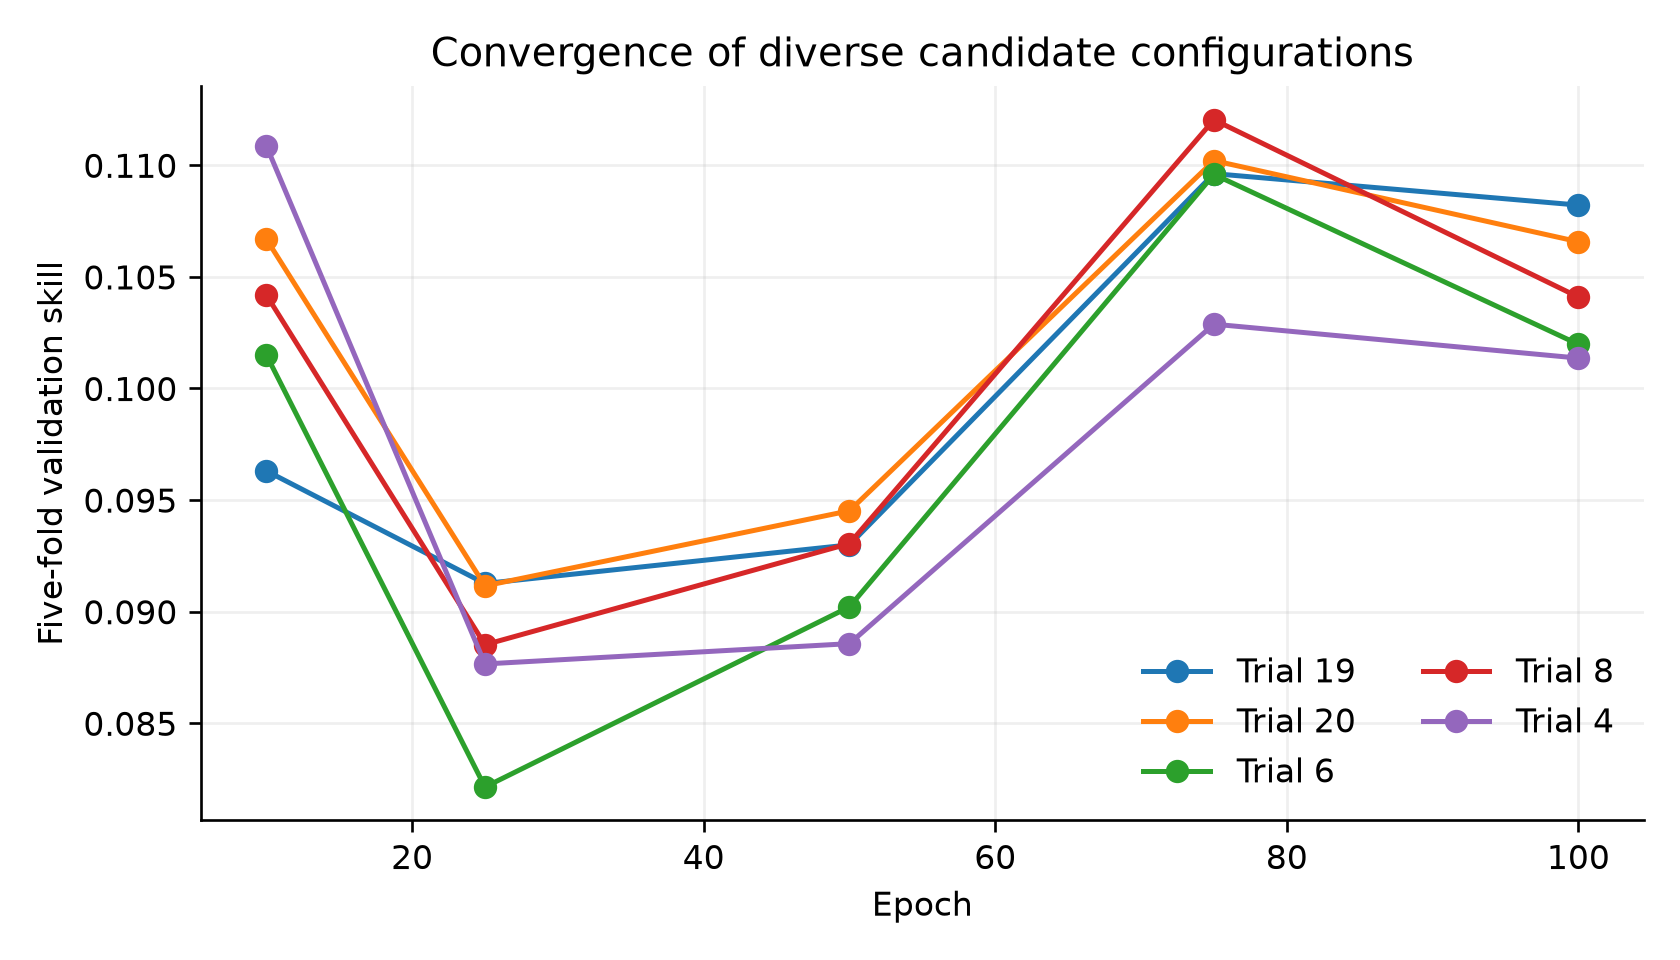 Convergence of diverse candidate configurations
Five-fold validation skill
0.110
0.105
0.100
0.095
0.090
0.085
20
40
60
80
100
Epoch
Trial 19
Trial 20
Trial 6
Trial 8
Trial 4